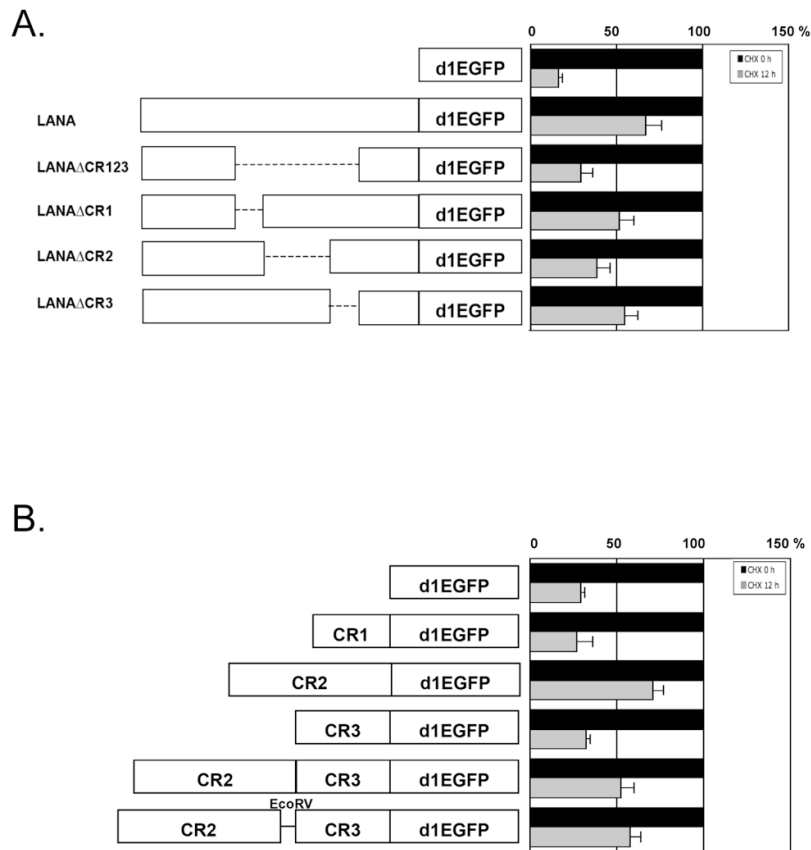 A.
0 50 100 150 %
d1EGFP
CHX 0 h
CHX 12 h
LANA d1EGFP
LANAΔCR123 d1EGFP
LANAΔCR1 d1EGFP
LANAΔCR2 d1EGFP
LANAΔCR3 d1EGFP
B.
0 50 100 150 %
d1EGFP
CHX 0 h
CHX 12 h
CR1 d1EGFP
CR2 d1EGFP
CR3 d1EGFP
CR2 CR3 d1EGFP
EcoRV
CR2 CR3 d1EGFP